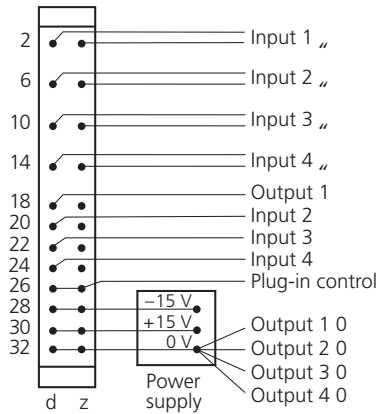 2
Input 1 „
6
Input 2 „
10
Input 3 „
14
Input 4 „
18
Output 1
20
Input 2
22
Input 3
24
Input 4
26
Plug-in control
28
−15 V
30
+15 V
32
0 V
Output 1 0
Output 2 0
Output 3 0
Output 4 0
Power
supply
d z